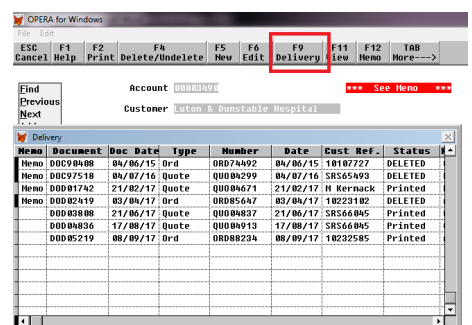 OPERA for Windows
File Edit
ESC F1 F2 F4 F5 F6 F9 F11 F12 TAB
Cancel Help Print Delete/Undelete New Edit Delivery View Memo More--->
Find Account 00003490 *** See Memo ***
Previous
Customer Luton & Dunstable Hospital
Next
Delivery
Memo Document Doc Date Type Number Date Cust Ref. Status
Memo DOC90408 04/06/15 Ord ORD74492 04/06/15 10107727 DELETED
Memo DOC97518 04/07/16 Quote QUO04299 04/07/16 SRS65493 DELETED
Memo DOD01742 21/02/17 Quote QUO04671 21/02/17 M Kernack Printed
Memo DOD02419 03/04/17 Ord ORD85647 03/04/17 10223102 DELETED
DOD03808 21/06/17 Quote QUO04837 21/06/17 SRS66045 Printed
DOD04836 17/08/17 Quote QUO04913 17/08/17 SRS66045 Printed
DOD05219 08/09/17 Ord ORD88234 08/09/17 10232585 Printed